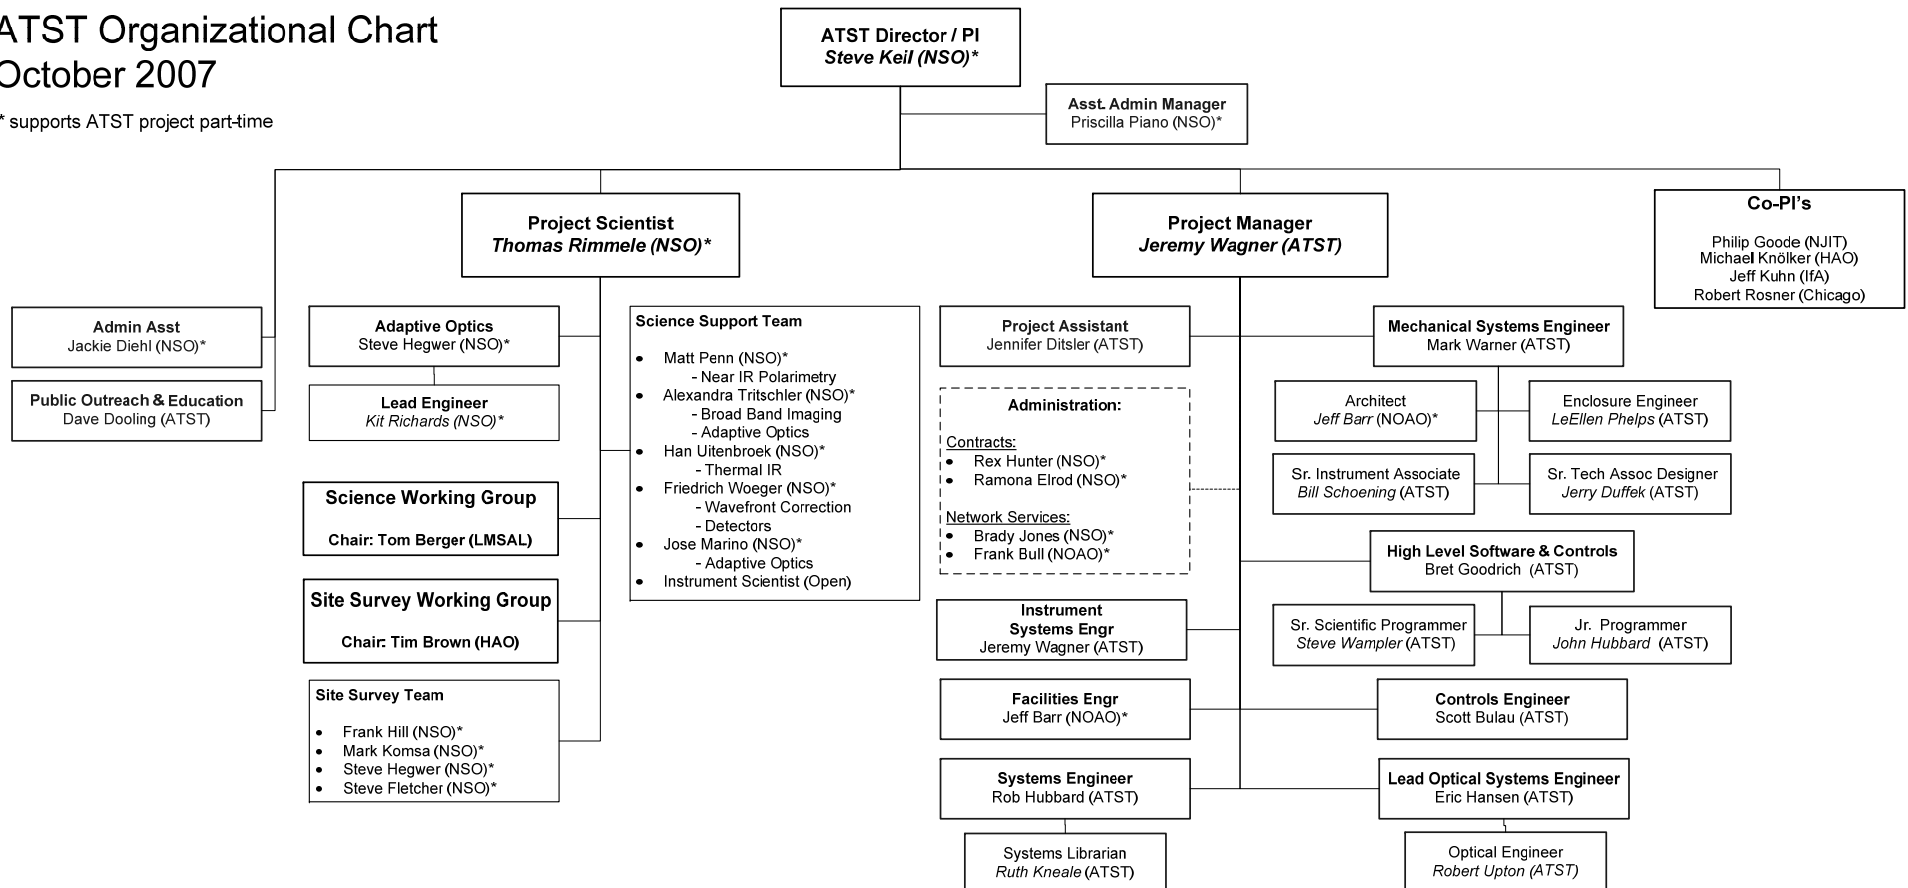 ATST Organizational Chart
October 2007
* supports ATST project part-time
ATST Director / PI
Steve Keil (NSO)*
Asst. Admin Manager
Priscilla Piano (NSO)*
Project Scientist
Thomas Rimmele (NSO)*
Project Manager
Jeremy Wagner (ATST)
Co-PI's
Philip Goode (NJIT)
Michael Knölker (HAO)
Jeff Kuhn (IfA)
Robert Rosner (Chicago)
Admin Asst
Jackie Diehl (NSO)*
Public Outreach & Education
Dave Dooling (ATST)
Adaptive Optics
Steve Hegwer (NSO)*
Lead Engineer
Kit Richards (NSO)*
Science Working Group
Chair: Tom Berger (LMSAL)
Site Survey Working Group
Chair: Tim Brown (HAO)
Site Survey Team
• Frank Hill (NSO)*
• Mark Komsa (NSO)*
• Steve Hegwer (NSO)*
• Steve Fletcher (NSO)*
Science Support Team
• Matt Penn (NSO)*
- Near IR Polarimetry
• Alexandra Tritschler (NSO)*
- Broad Band Imaging
- Adaptive Optics
• Han Uitenbroek (NSO)*
- Thermal IR
• Friedrich Woeger (NSO)*
- Wavefront Correction
- Detectors
• Jose Marino (NSO)*
- Adaptive Optics
• Instrument Scientist (Open)
Project Assistant
Jennifer Ditsler (ATST)
Administration:
Contracts:
• Rex Hunter (NSO)*
• Ramona Elrod (NSO)*
Network Services:
• Brady Jones (NSO)*
• Frank Bull (NOAO)*
Instrument
Systems Engr
Jeremy Wagner (ATST)
Facilities Engr
Jeff Barr (NOAO)*
Systems Engineer
Rob Hubbard (ATST)
Systems Librarian
Ruth Kneale (ATST)
Mechanical Systems Engineer
Mark Warner (ATST)
Architect
Jeff Barr (NOAO)*
Enclosure Engineer
LeEllen Phelps (ATST)
Sr. Instrument Associate
Bill Schoening (ATST)
Sr. Tech Assoc Designer
Jerry Duffek (ATST)
High Level Software & Controls
Bret Goodrich (ATST)
Sr. Scientific Programmer
Steve Wampler (ATST)
Jr. Programmer
John Hubbard (ATST)
Controls Engineer
Scott Bulau (ATST)
Lead Optical Systems Engineer
Eric Hansen (ATST)
Optical Engineer
Robert Upton (ATST)